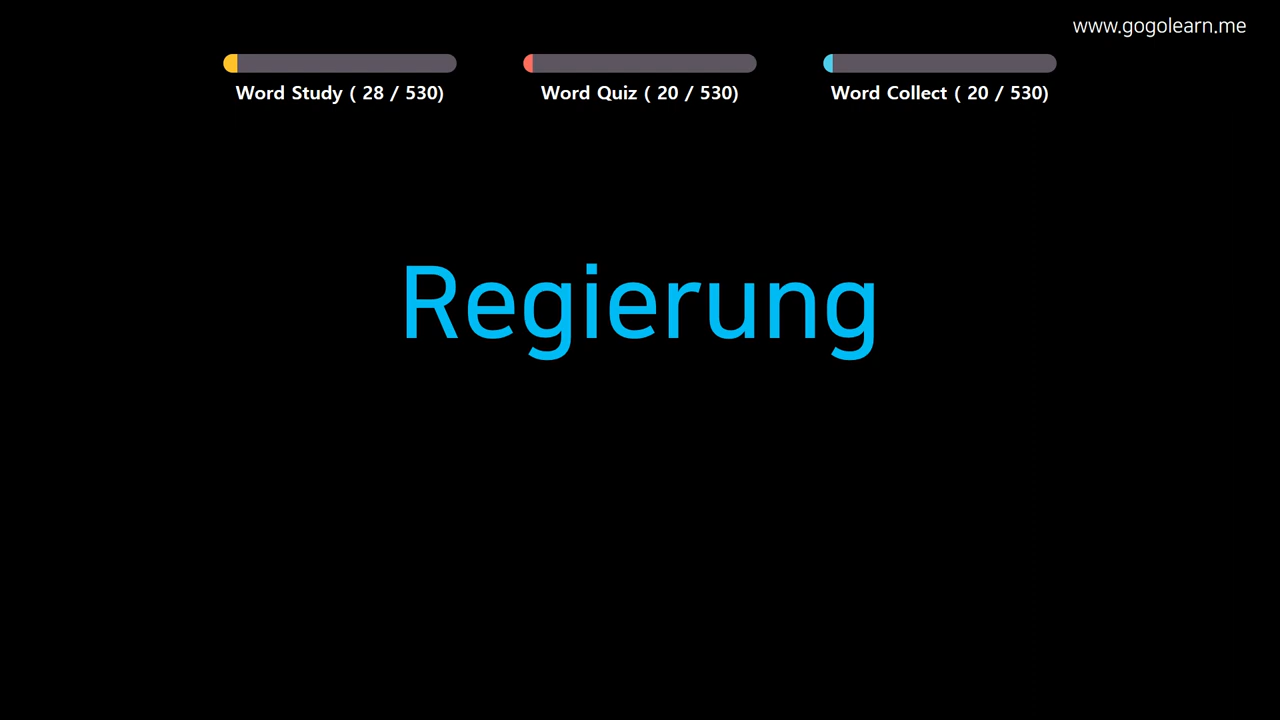 www.gogolearn.me
Word Study ( 28 / 530)
Word Quiz ( 20 / 530)
Word Collect ( 20 / 530)
Regierung